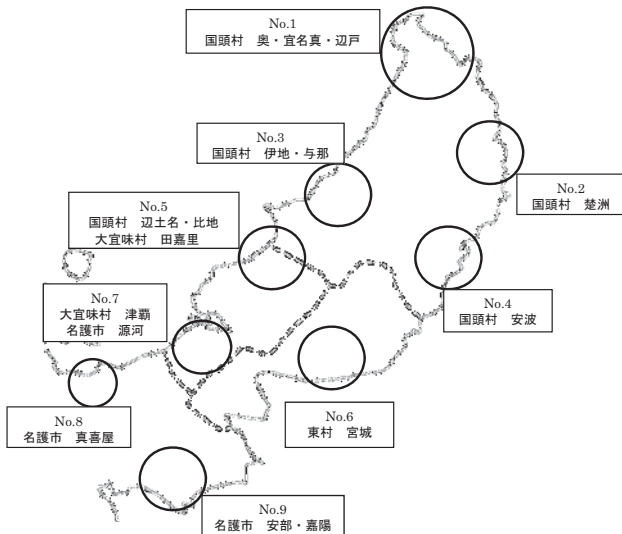 No.1
国頭村　奥・宜名真・辺戸
No.3
国頭村　伊地・与那
No.2
国頭村　楚洲
No.5
国頭村　辺土名・比地
大宜味村　田嘉里
No.7
大宜味村　津覇
名護市　源河
No.4
国頭村　安波
No.8
名護市　真喜屋
No.6
東村　宮城
No.9
名護市　安部・嘉陽